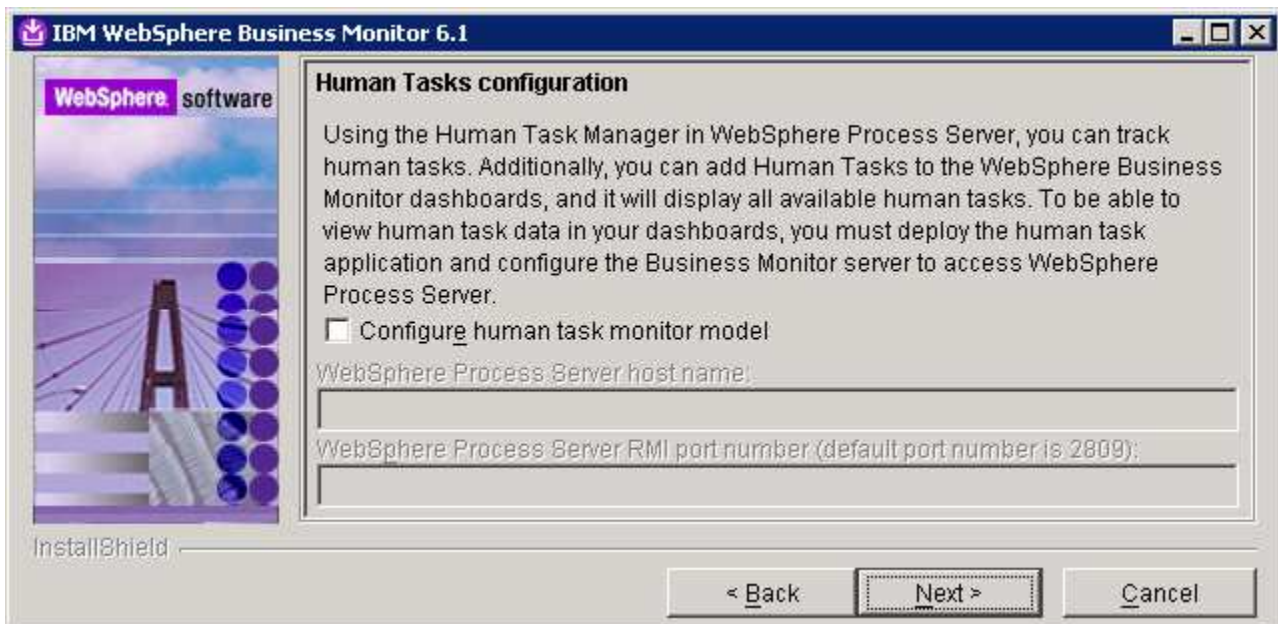 IBM WebSphere Business Monitor 6.1
WebSphere. software
Human Tasks configuration
Using the Human Task Manager in WebSphere Process Server, you can track
human tasks. Additionally, you can add Human Tasks to the WebSphere Business
Monitor dashboards, and it will display all available human tasks. To be able to
view human task data in your dashboards, you must deploy the human task
application and configure the Business Monitor server to access WebSphere
Process Server.
Configure human task monitor model
WebSphere Process Server host name:
WebSphere Process Server RMI port number (default port number is 2809):
InstallShield
< Back
Next >
Cancel